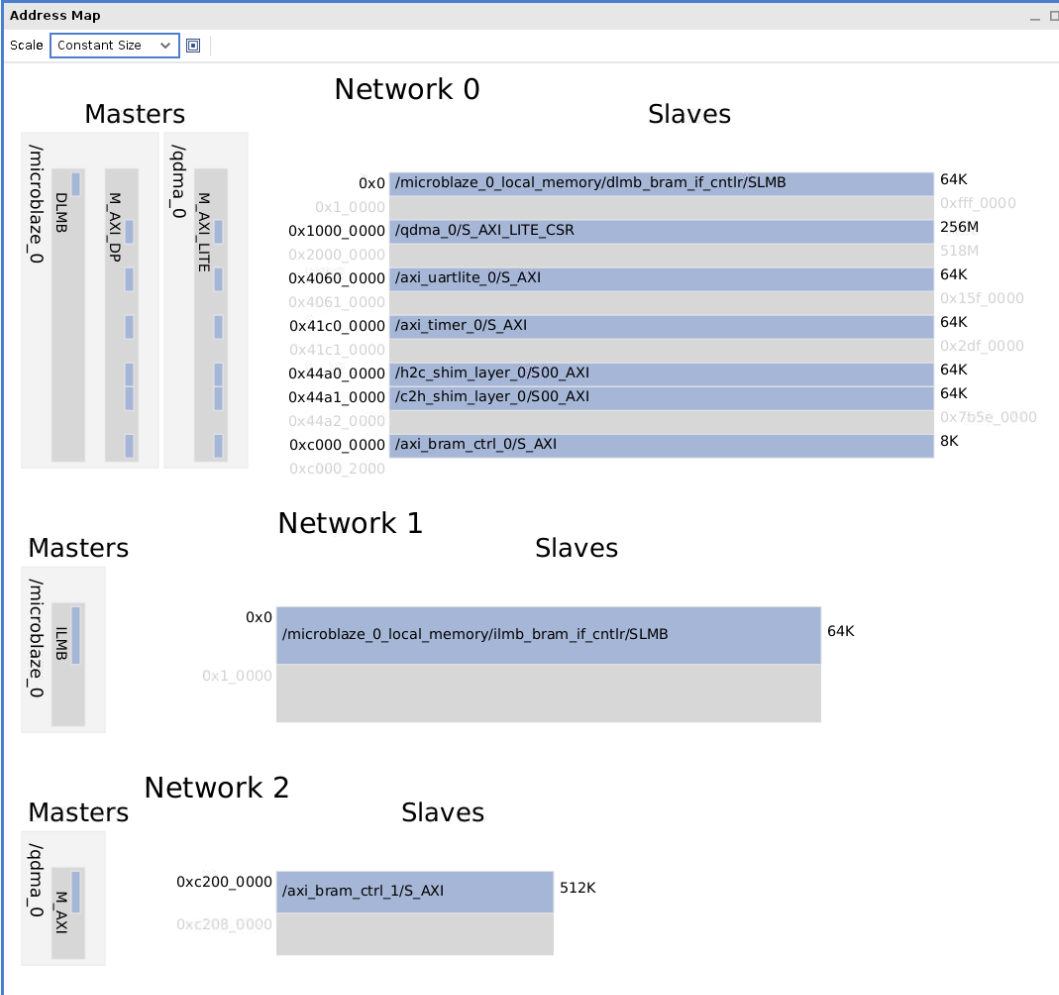 Address Map
Scale Constant Size
Network 0
Masters
Slaves
/microblaze_0
DLMB
M_AXI_DP
/qdma_0
M_AXI_LITE
0x0 /microblaze_0_local_memory/dlmb_bram_if_cntlr/SLMB 64K
0x1_0000 0xfff_0000
0x1000_0000 /qdma_0/S_AXI_LITE_CSR 256M
0x2000_0000 518M
0x4060_0000 /axi_uartlite_0/S_AXI 64K
0x4061_0000 0x15f_0000
0x41c0_0000 /axi_timer_0/S_AXI 64K
0x41c1_0000 0x2df_0000
0x44a0_0000 /h2c_shim_layer_0/S00_AXI 64K
0x44a1_0000 /c2h_shim_layer_0/S00_AXI 64K
0x44a2_0000 0x7b5e_0000
0xc000_0000 /axi_bram_ctrl_0/S_AXI 8K
0xc000_2000
Network 1
Masters
Slaves
/microblaze_0
ILMB
0x0 /microblaze_0_local_memory/ilmb_bram_if_cntlr/SLMB 64K
0x1_0000
Network 2
Masters
Slaves
/qdma_0
M_AXI
0xc200_0000 /axi_bram_ctrl_1/S_AXI 512K
0xc208_0000